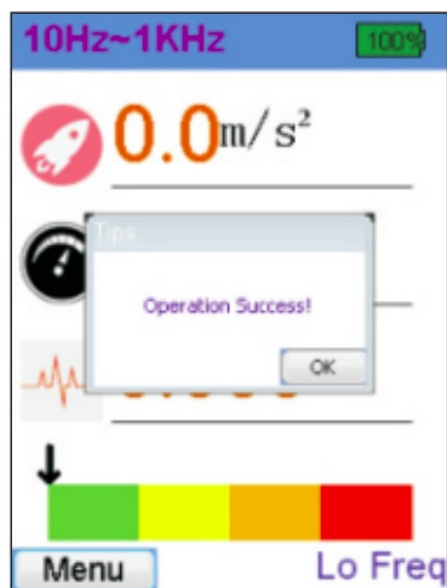 10Hz~1KHz 100%
0.0m/s²
Tips
Operation Success!
OK
Menu Lo Freq